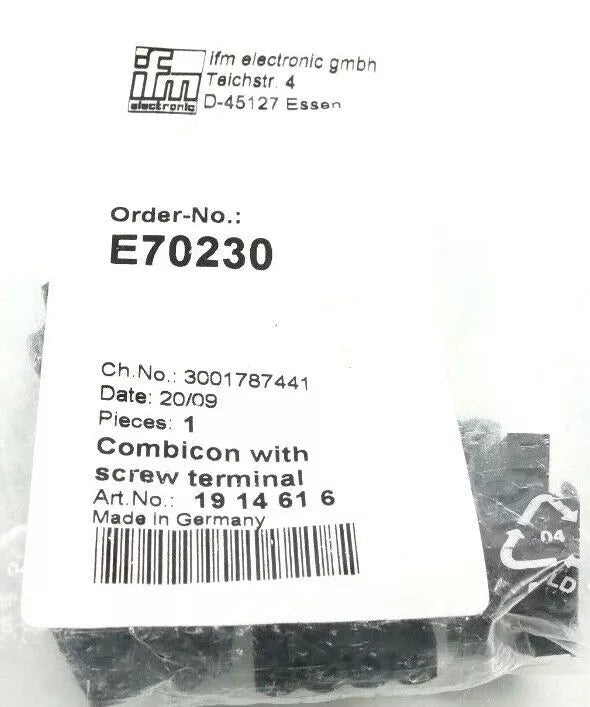 ifm
electronic
ifm electronic gmbh
Teichstr. 4
D-45127 Essen
Order-No.:
E70230
Ch.No.: 3001787441
Date: 20/09
Pieces: 1
Combicon with
screw terminal
Art.No.: 19 14 61 6
Made in Germany
04
LD